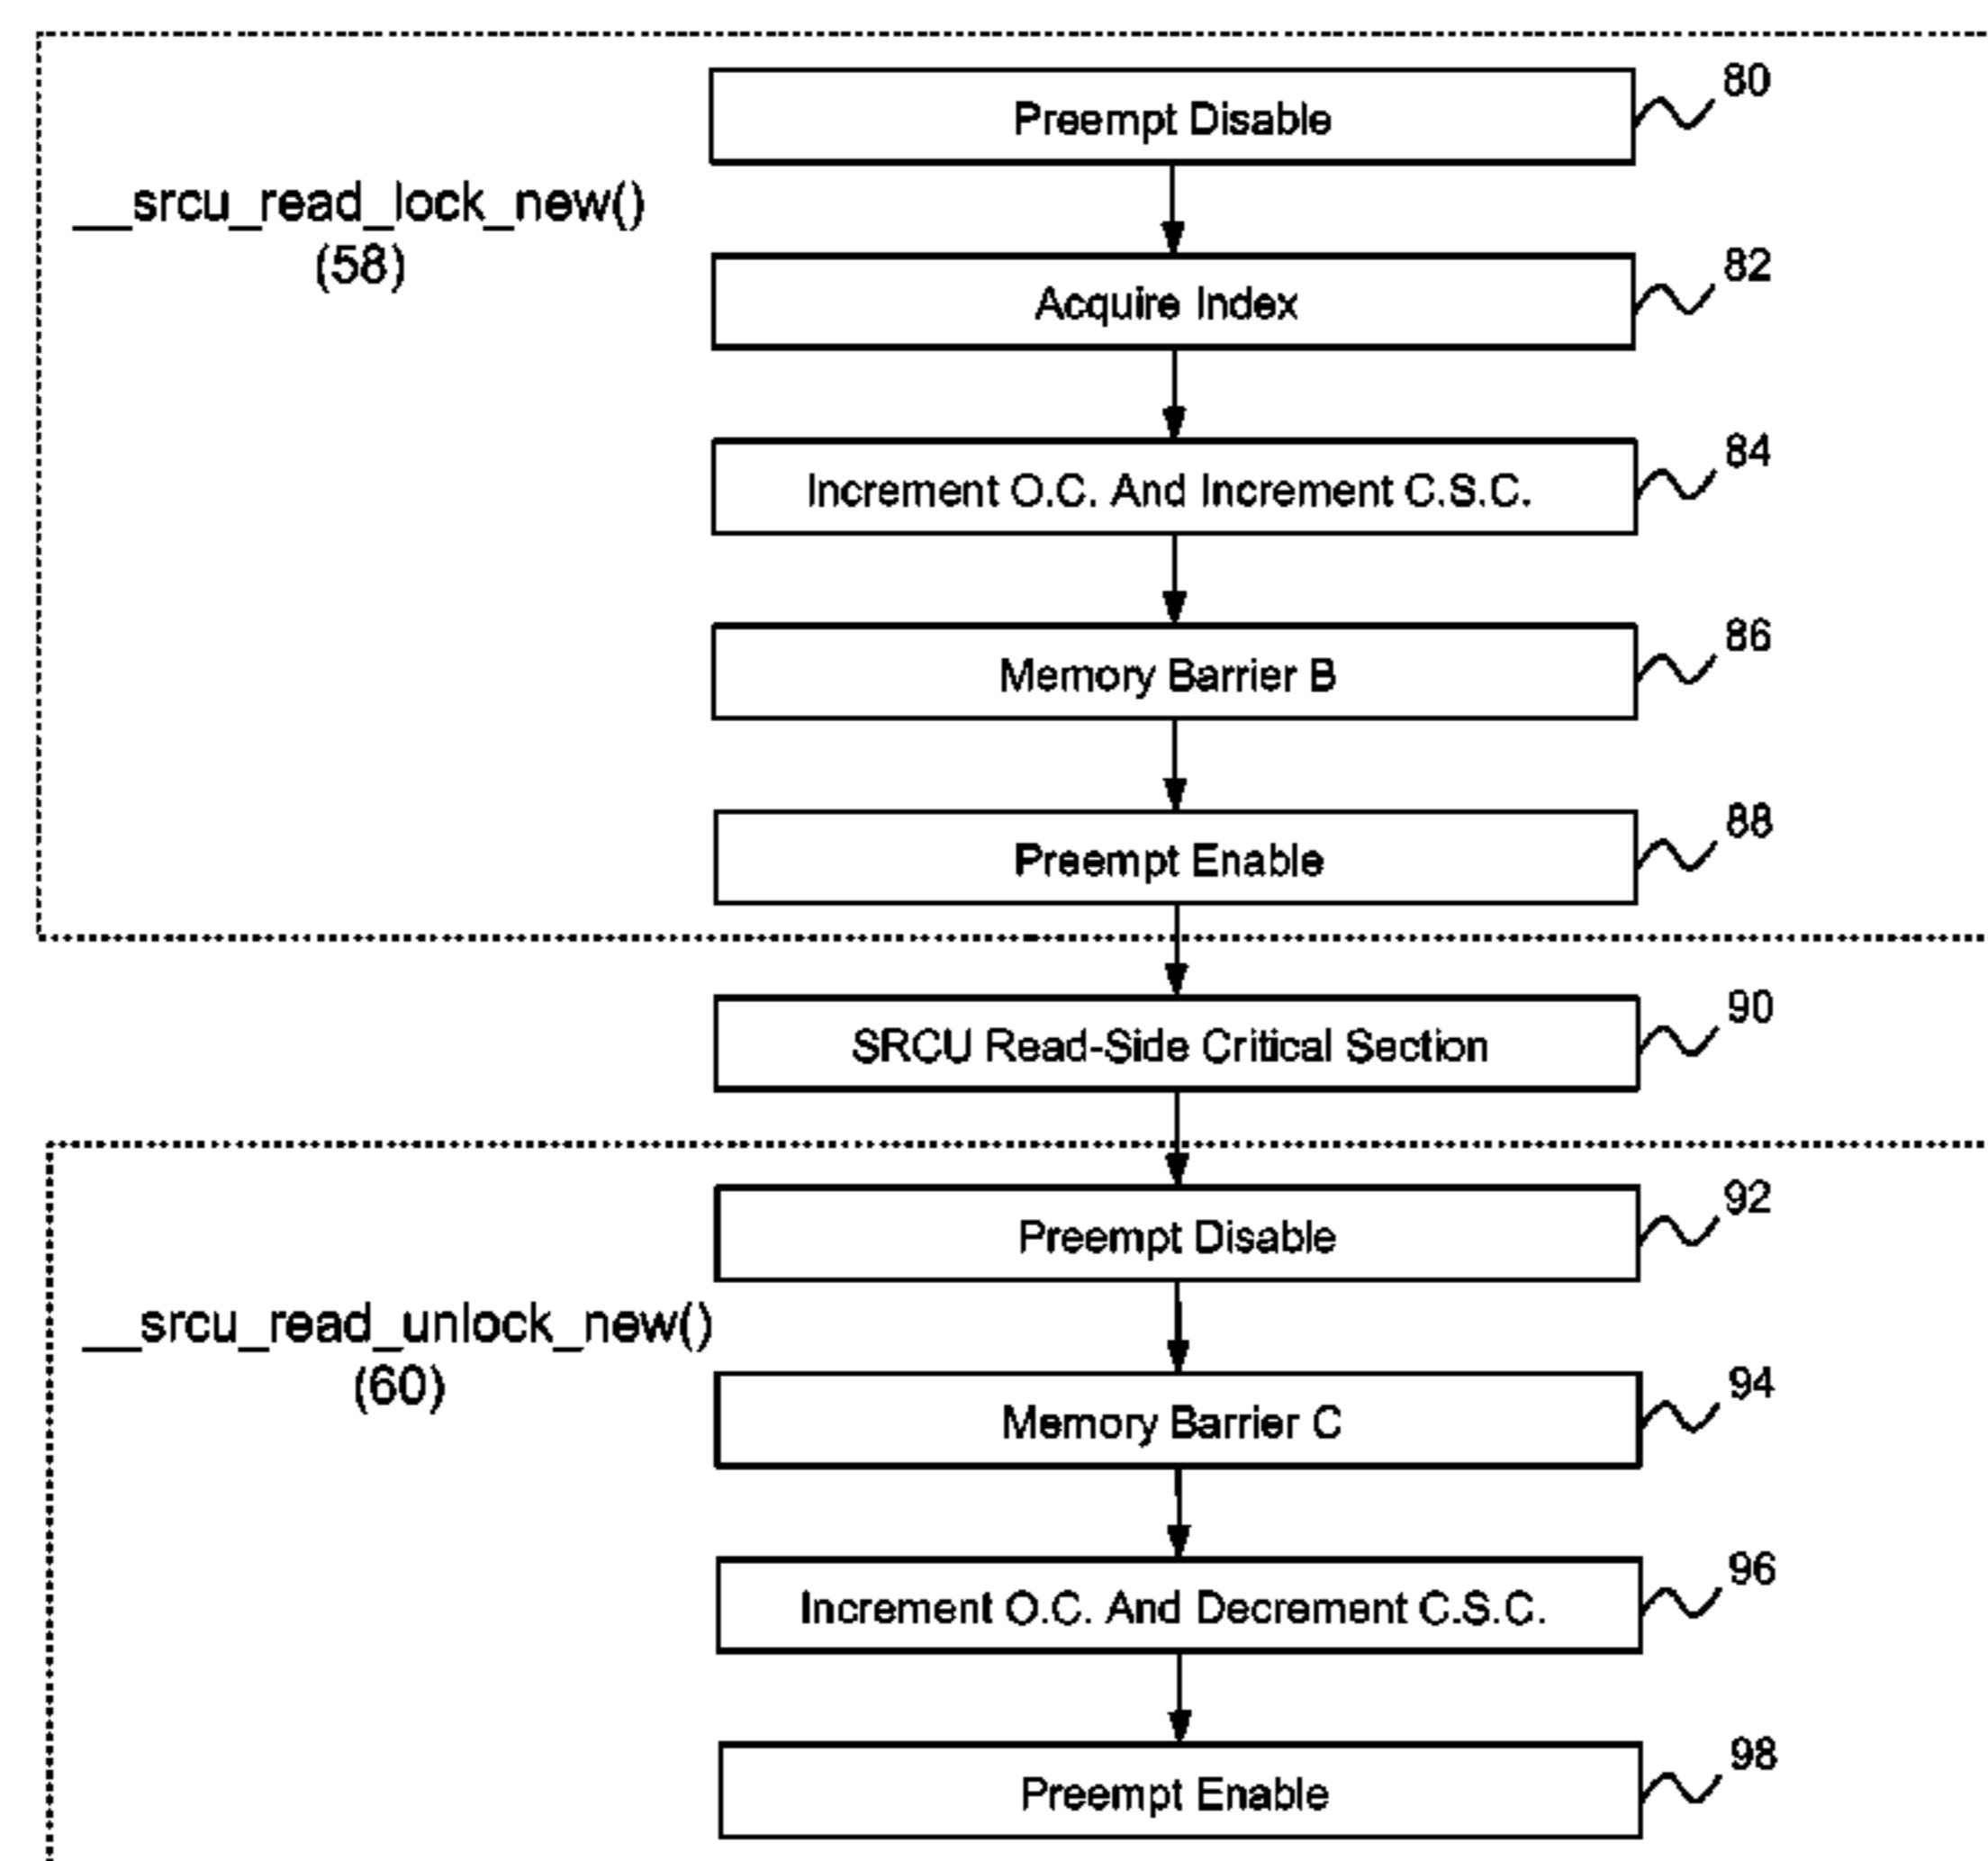 Preempt Disable
80
__srcu_read_lock_new()
(58)
Acquire Index
82
Increment O.C. And Increment C.S.C.
84
Memory Barrier B
86
Preempt Enable
88
SRCU Read-Side Critical Section
90
Preempt Disable
92
__srcu_read_unlock_new()
(60)
Memory Barrier C
94
Increment O.C. And Decrement C.S.C.
96
Preempt Enable
98